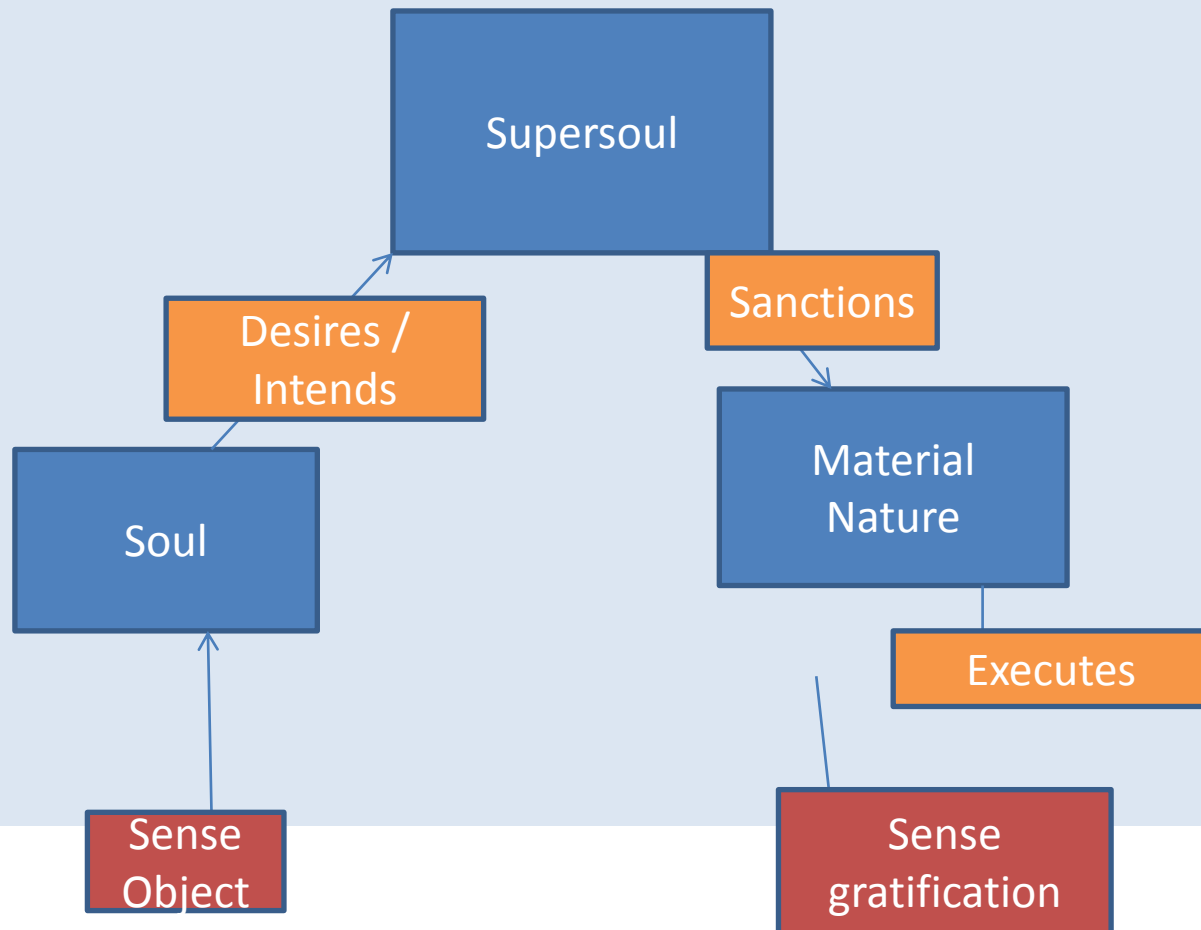 Supersoul
Sanctions
Desires /
Intends
Material
Nature
Soul
Executes
Sense
Object
Sense
gratification